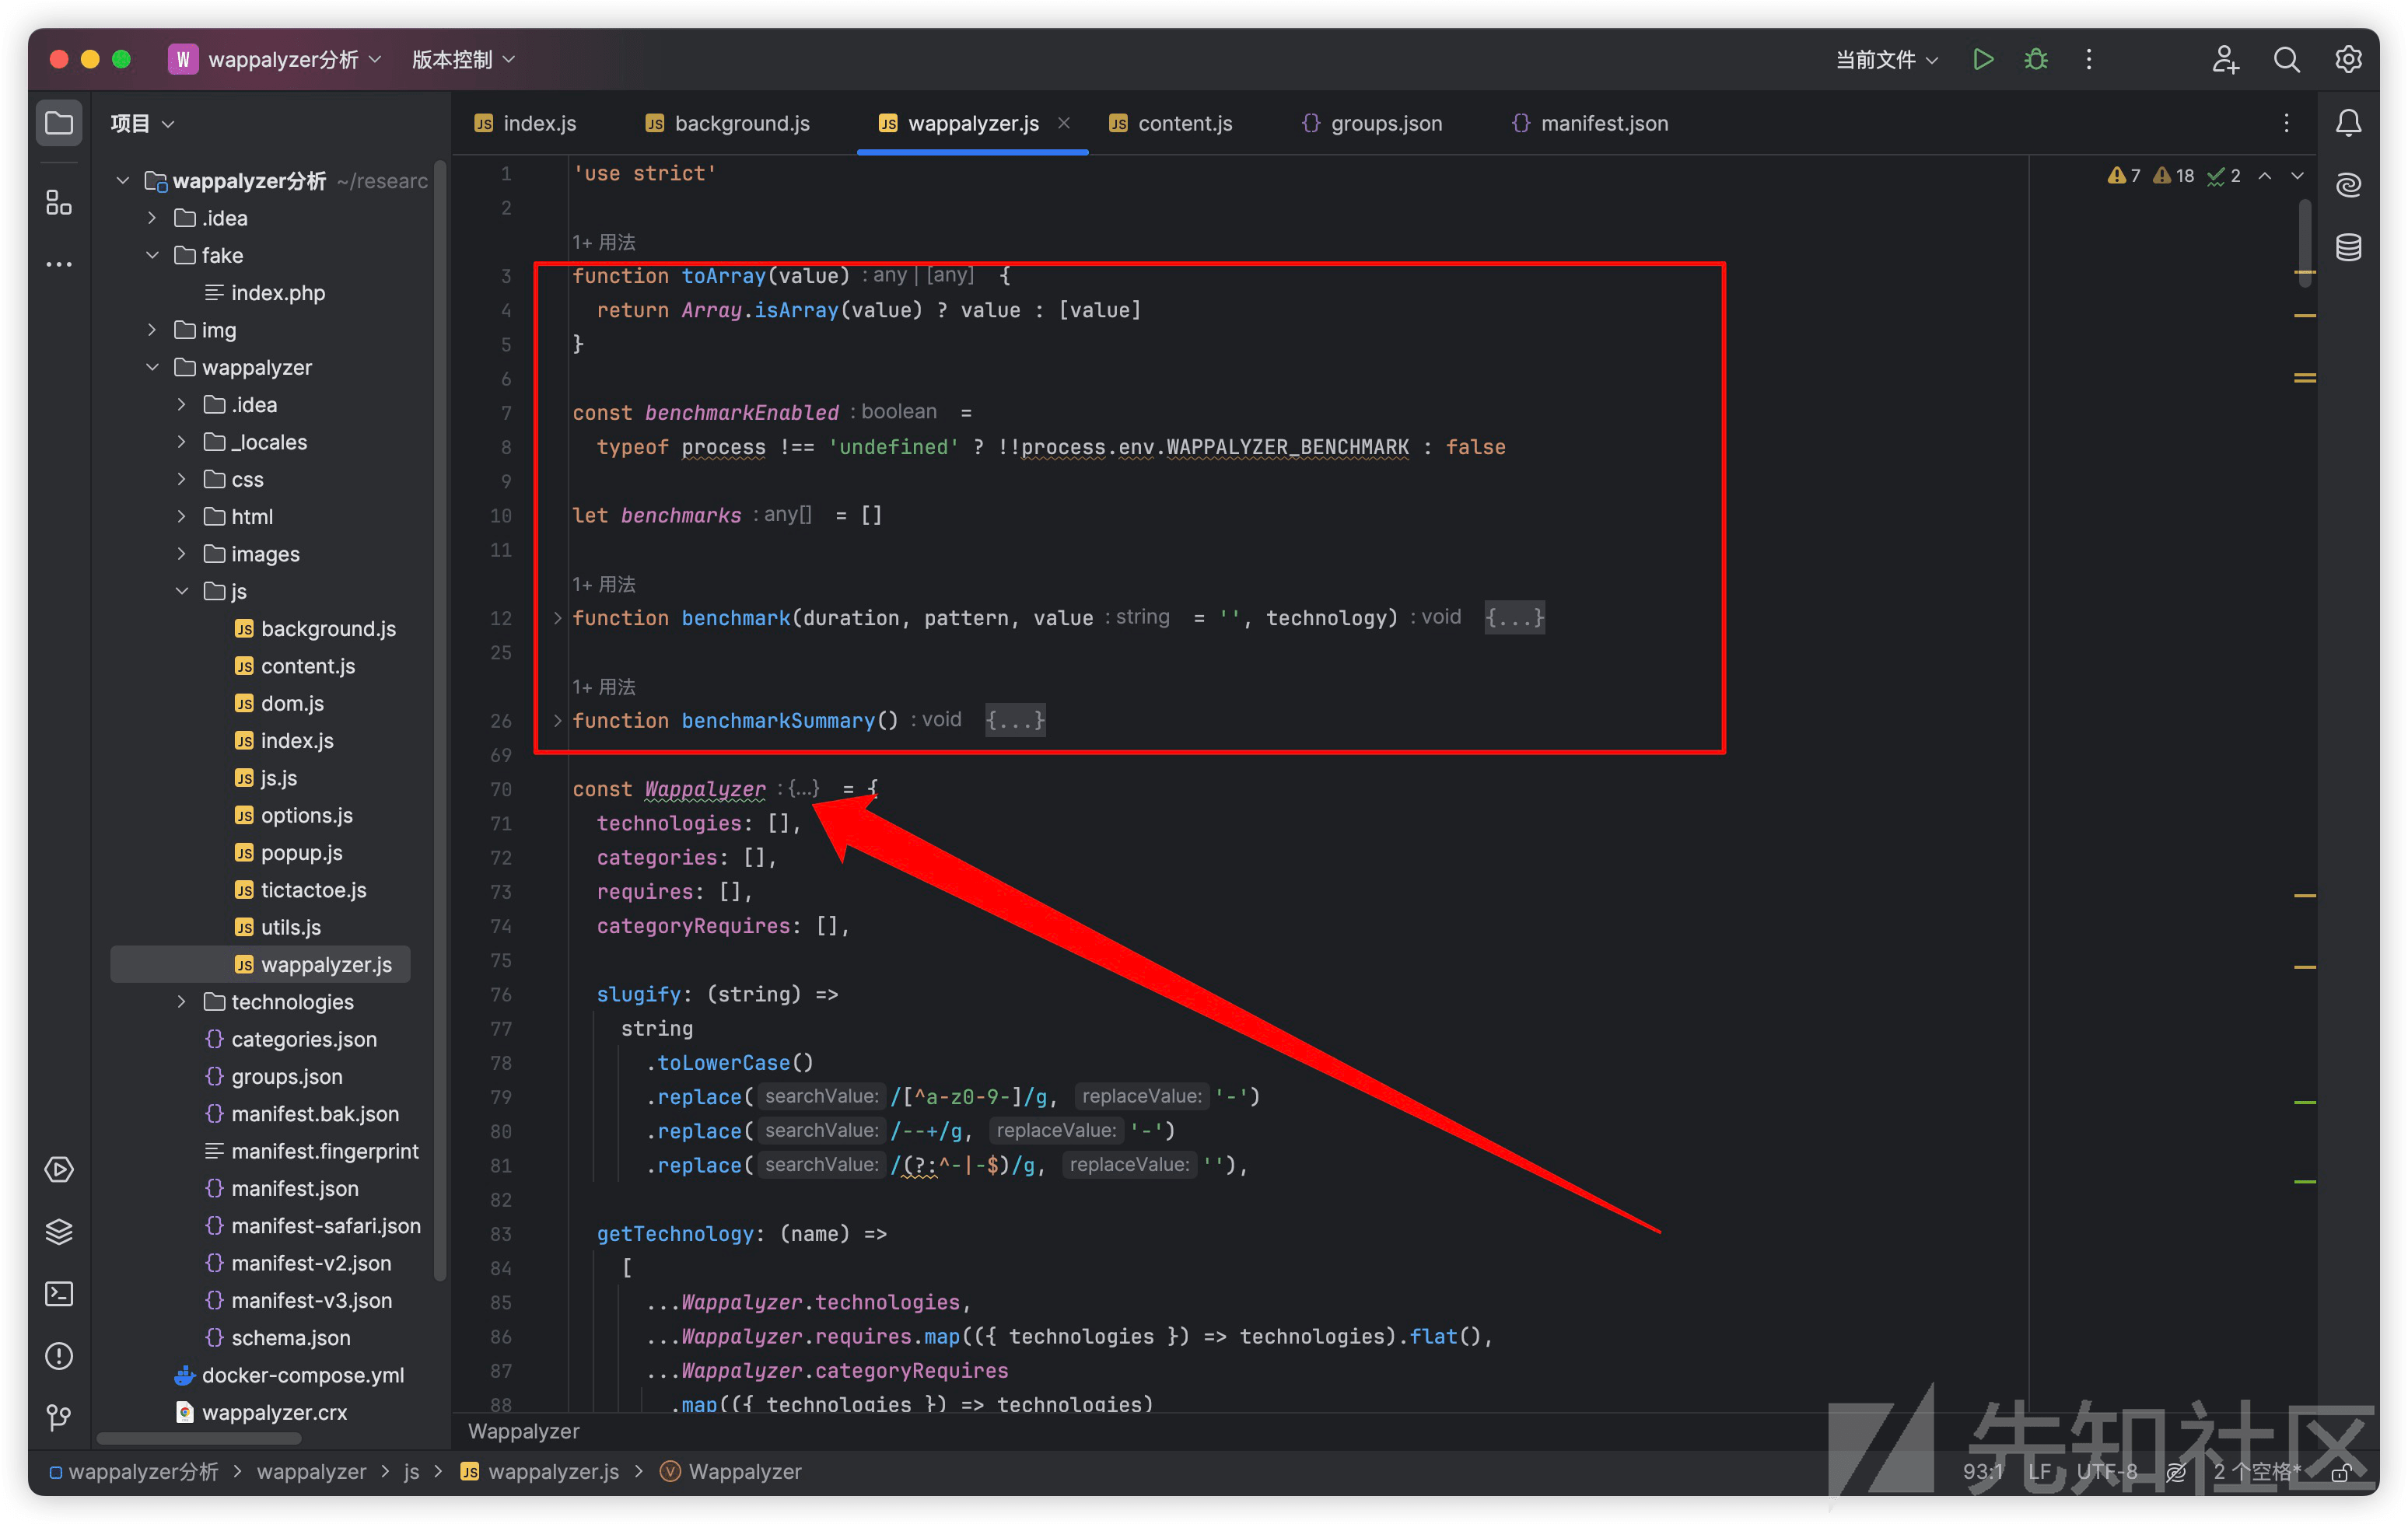 W wappalyzer分析 版本控制 当前文件
项目
wappalyzer分析 ~/researc
.idea
fake
index.php
img
wappalyzer
.idea
_locales
css
html
images
js
background.js
content.js
dom.js
index.js
js.js
options.js
popup.js
tictactoe.js
utils.js
wappalyzer.js
technologies
categories.json
groups.json
manifest.bak.json
manifest.fingerprint
manifest.json
manifest-safari.json
manifest-v2.json
manifest-v3.json
schema.json
docker-compose.yml
wappalyzer.crx
index.js background.js wappalyzer.js content.js groups.json manifest.json
7 18 2
1 'use strict'
2
1+ 用法
3 function toArray(value) : any | [any] {
4 return Array.isArray(value) ? value : [value]
5 }
6
7 const benchmarkEnabled : boolean =
8 typeof process !== 'undefined' ? !!process.env.WAPPALYZER_BENCHMARK : false
9
10 let benchmarks : any[] = []
11
1+ 用法
12 function benchmark(duration, pattern, value : string = '', technology) : void {...}
25
1+ 用法
26 function benchmarkSummary() : void {...}
69
70 const Wappalyzer : {...} = {
71 technologies: [],
72 categories: [],
73 requires: [],
74 categoryRequires: [],
75
76 slugify: (string) =>
77 string
78 .toLowerCase()
79 .replace( searchValue: /[^a-z0-9-]/g, replaceValue: '-')
80 .replace( searchValue: /--+/g, replaceValue: '-')
81 .replace( searchValue: /(?:^-|-$)/g, replaceValue: ''),
82
83 getTechnology: (name) =>
84 [
85 ...Wappalyzer.technologies,
86 ...Wappalyzer.requires.map(({ technologies }) => technologies).flat(),
87 ...Wappalyzer.categoryRequires
88 .map(({ technologies }) => technologies)
Wappalyzer
wappalyzer分析 > wappalyzer > js > wappalyzer.js > Wappalyzer
93:1 LF UTF-8 2 个空格*
先知社区